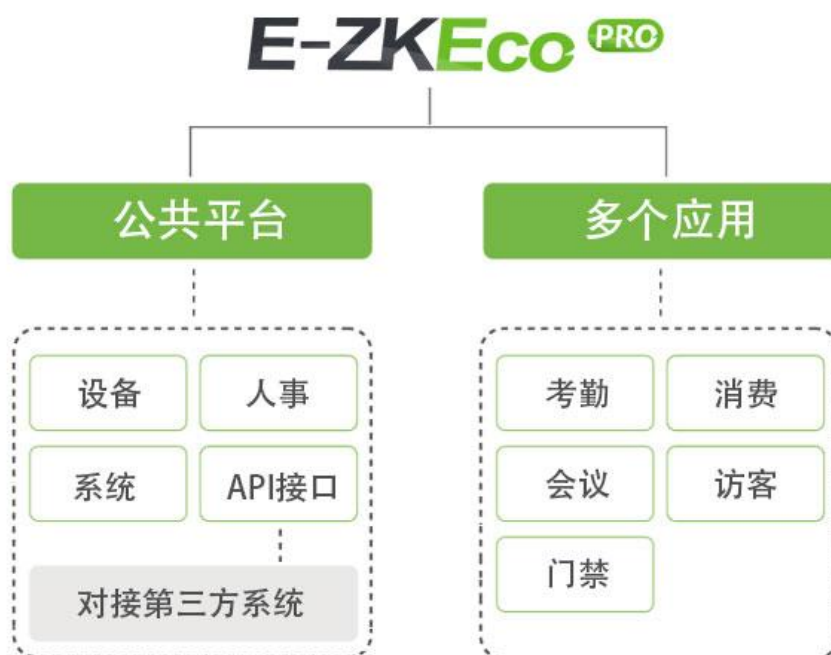 E-ZKEco PRO
公共平台
多个应用
设备
人事
系统
API接口
对接第三方系统
考勤
消费
会议
访客
门禁